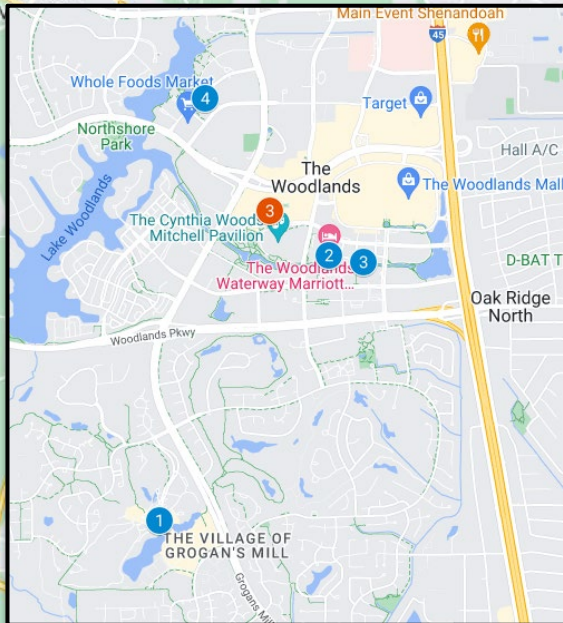 Main Event Shenandoah
45
Whole Foods Market
4
Target
Northshore
Park
Hall A/C
The
Woodlands
The Woodlands Mall
Lake Woodlands
3
The Cynthia Woods
Mitchell Pavilion
2
3
The Woodlands
Waterway Marriott...
D-BAT T
Oak Ridge
North
Woodlands Pkwy
1
THE VILLAGE OF
GROGAN'S MILL
Grogans Mill